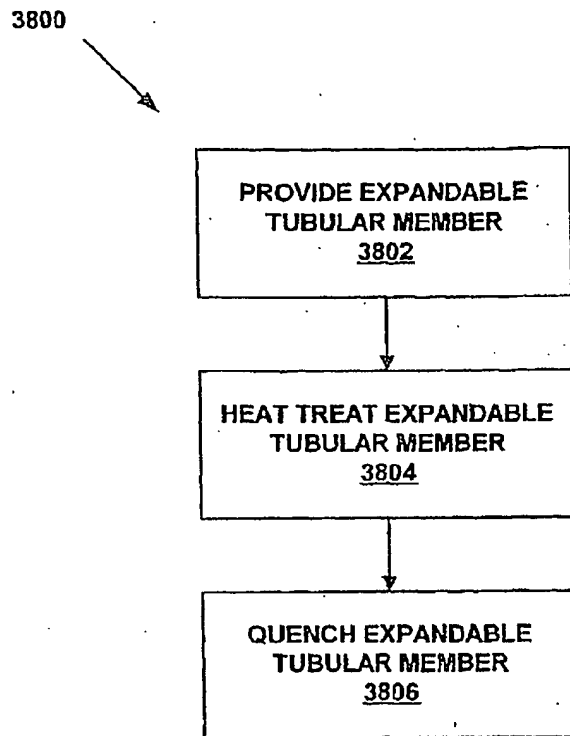 3800
PROVIDE EXPANDABLE
TUBULAR MEMBER
3802
HEAT TREAT EXPANDABLE
TUBULAR MEMBER
3804
QUENCH EXPANDABLE
TUBULAR MEMBER
3806